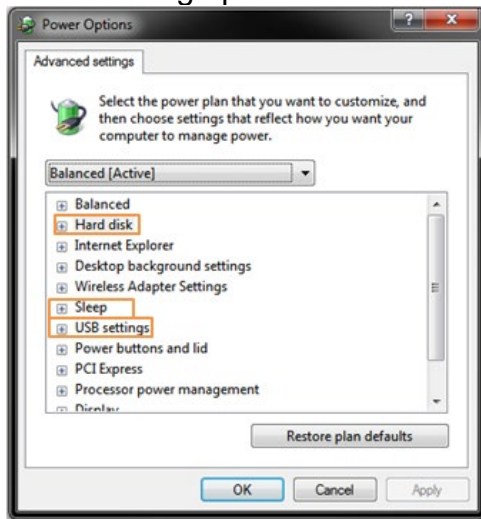 Power Options
Advanced settings
Select the power plan that you want to customize, and
then choose settings that reflect how you want your
computer to manage power.
Balanced [Active]
Balanced
Hard disk
Internet Explorer
Desktop background settings
Wireless Adapter Settings
Sleep
USB settings
Power buttons and lid
PCI Express
Processor power management
Display
Restore plan defaults
OK Cancel Apply